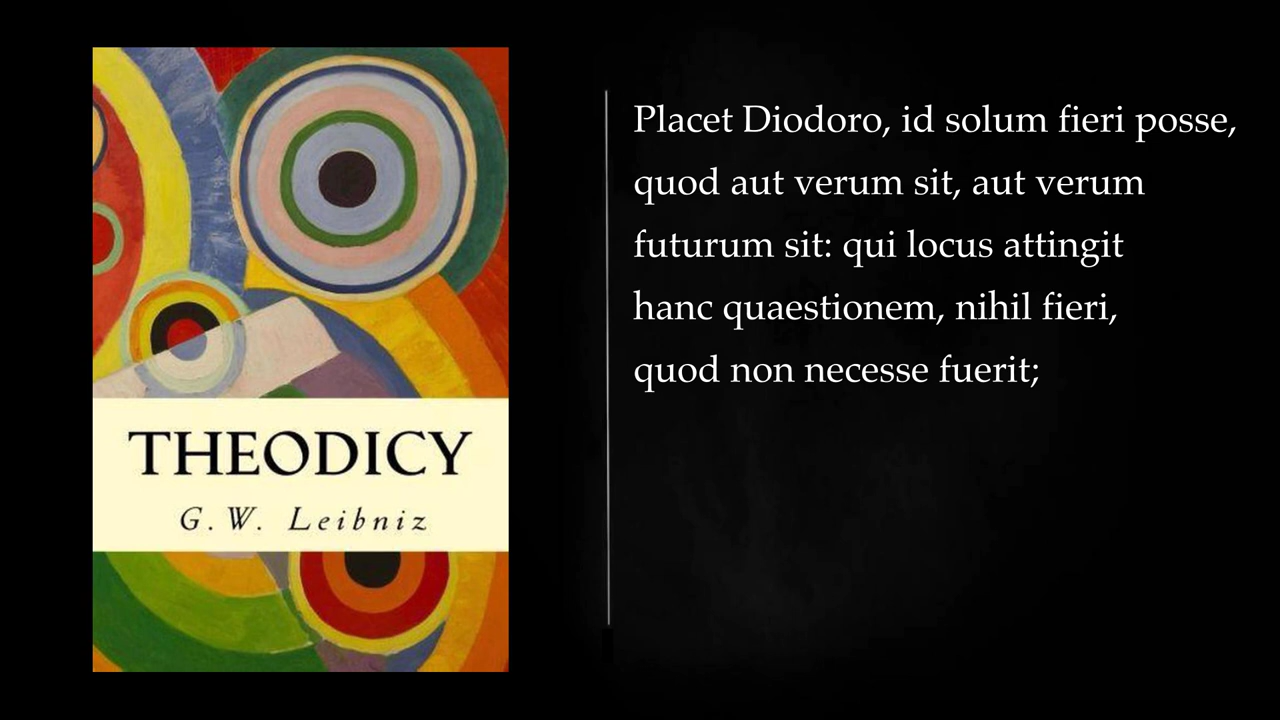 THEODICY
G. W. Leibniz
Placet Diodoro, id solum fieri posse,
quod aut verum sit, aut verum
futurum sit: qui locus attingit
hanc quaestionem, nihil fieri,
quod non necesse fuerit;